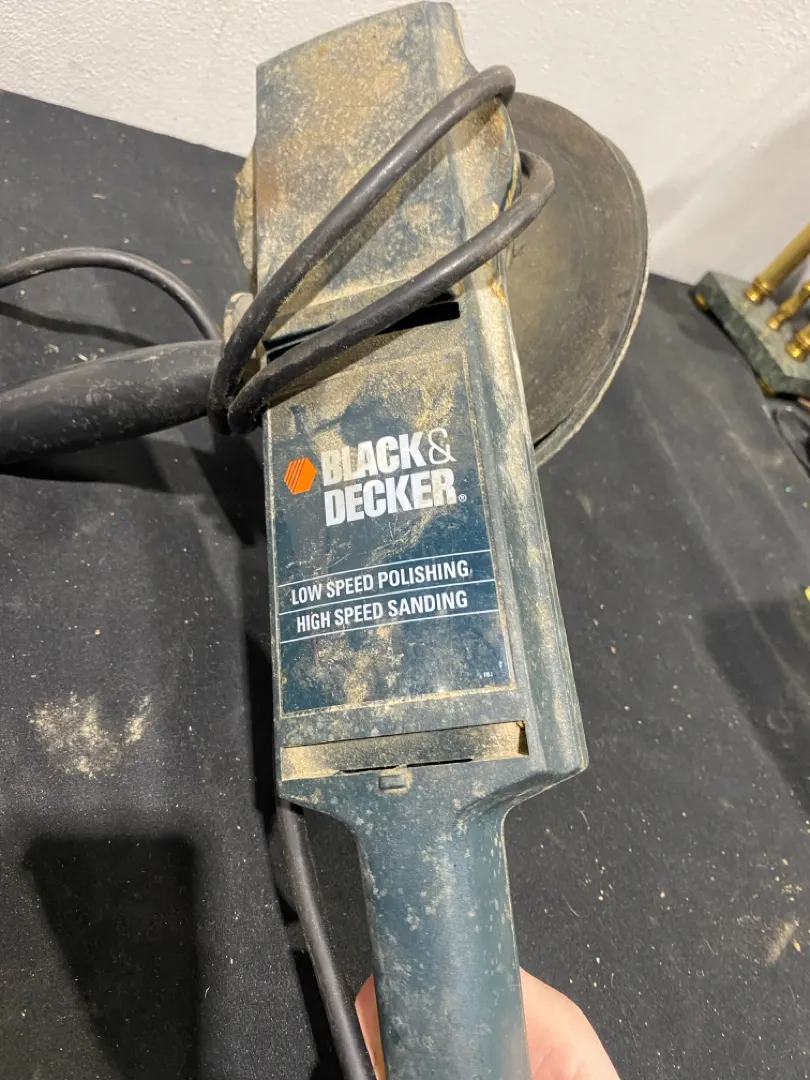 BLACK&
DECKER®
LOW SPEED POLISHING
HIGH SPEED SANDING